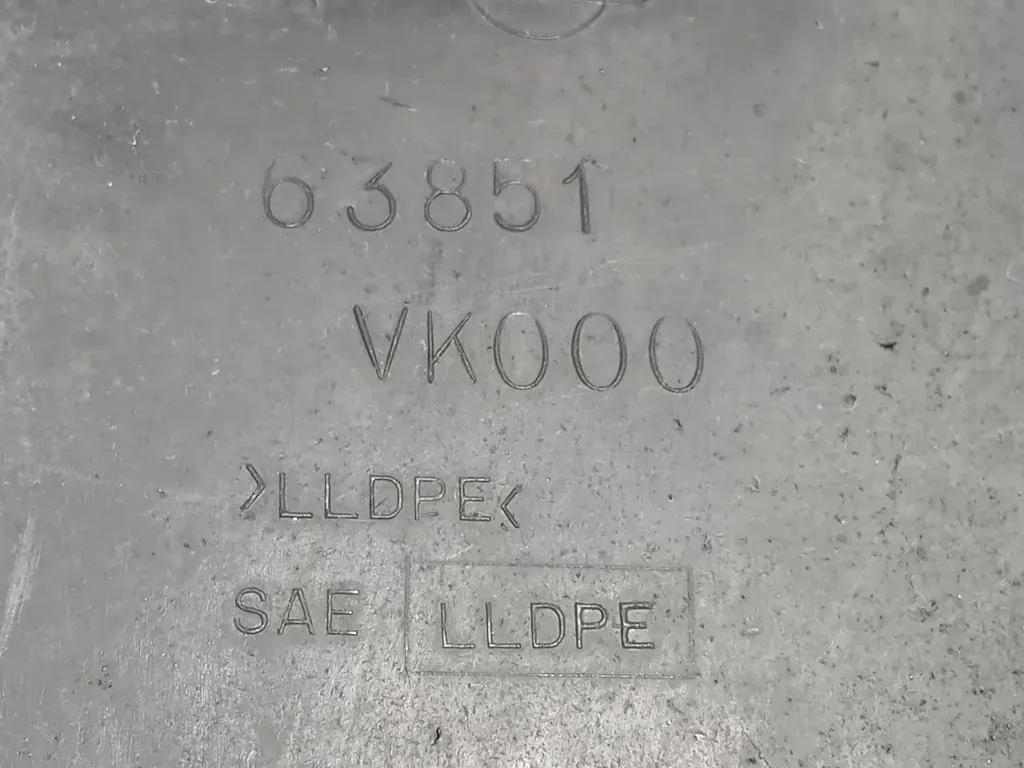 63851
VK000
>LLDPE<
SAE LLDPE